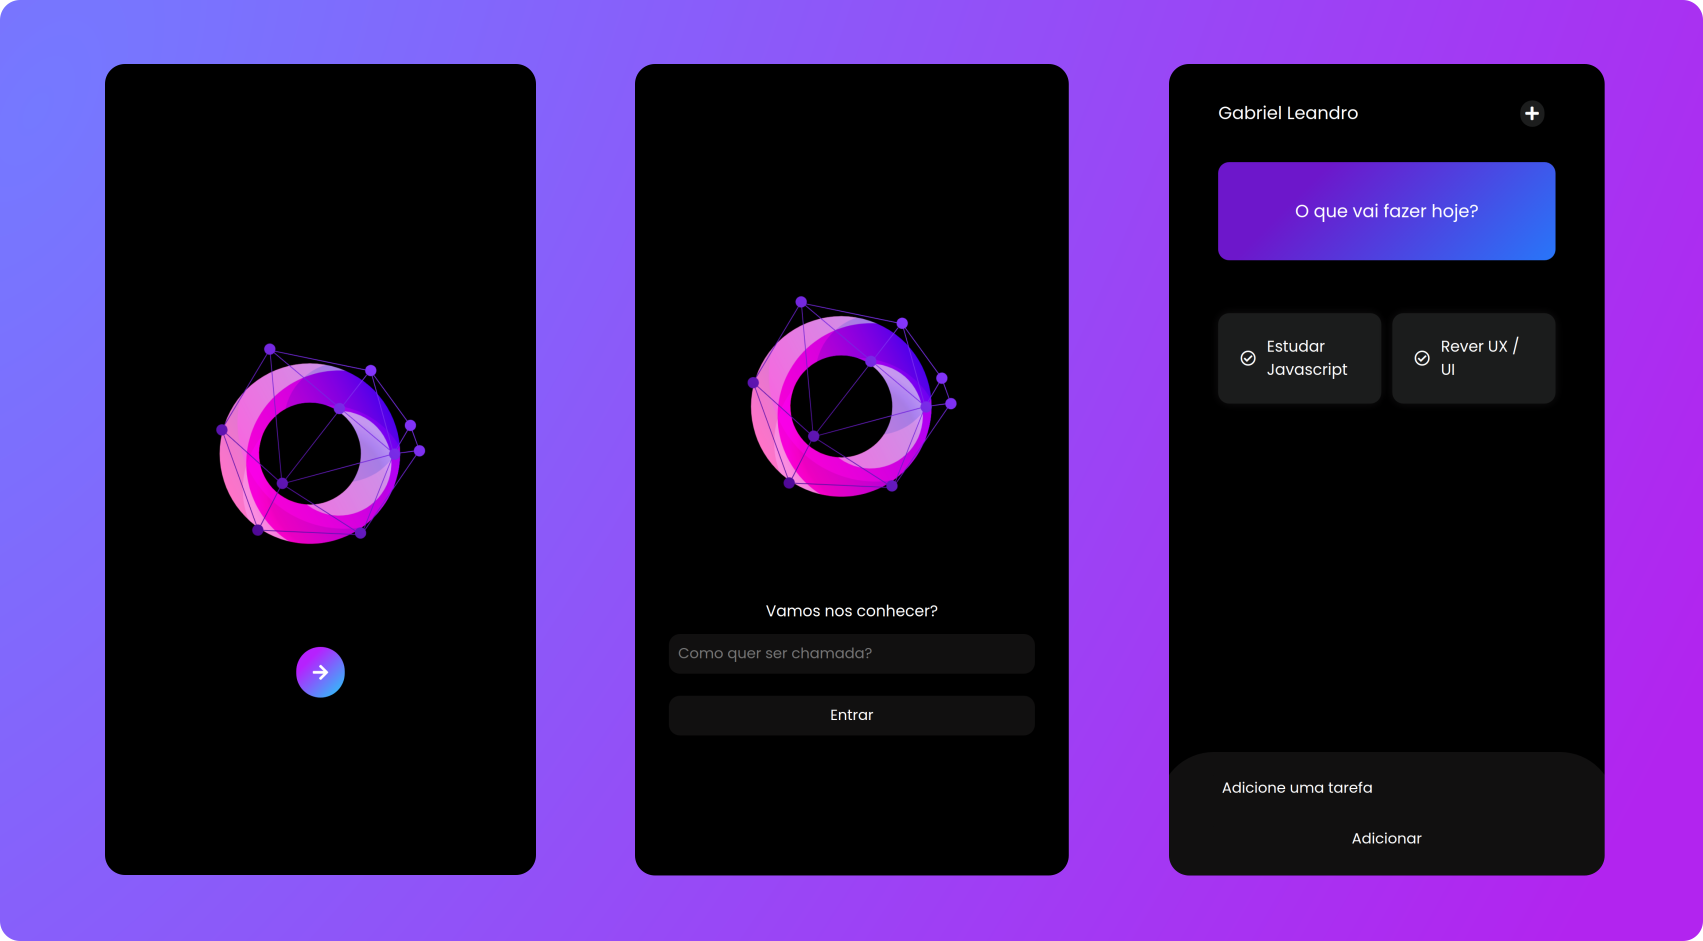 Vamos nos conhecer?
Como quer ser chamada?
Entrar
Gabriel Leandro
O que vai fazer hoje?
Estudar
Javascript
Rever UX /
UI
Adicione uma tarefa
Adicionar